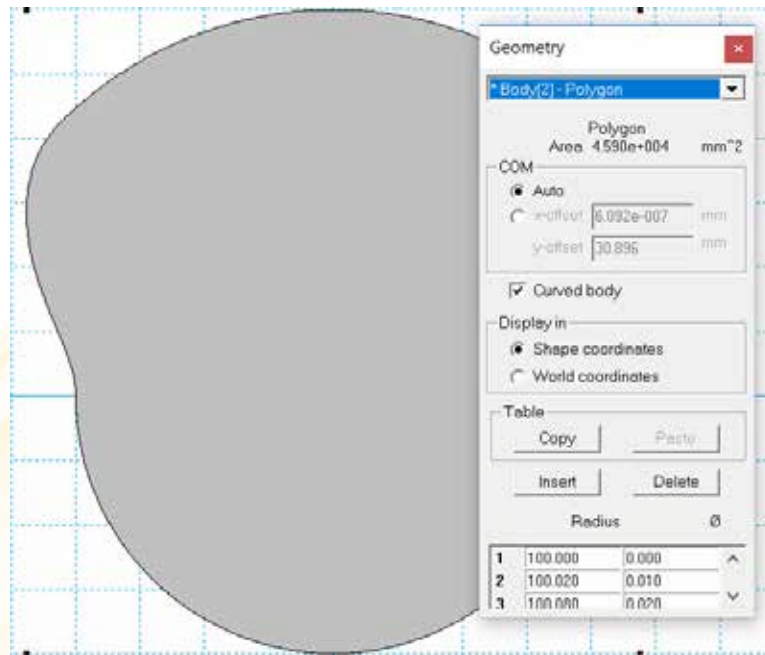 Geometry
* Body[2] - Polygon
Polygon
Area 4.590e+004 mm^2
COM
Auto
x-offset 6.092e-007 mm
y-offset 30.896 mm
Curved body
Display in
Shape coordinates
World coordinates
Table
Copy Paste
Insert Delete
Radius Ø
1 100.000 0.000
2 100.020 0.010
3 100.080 0.020